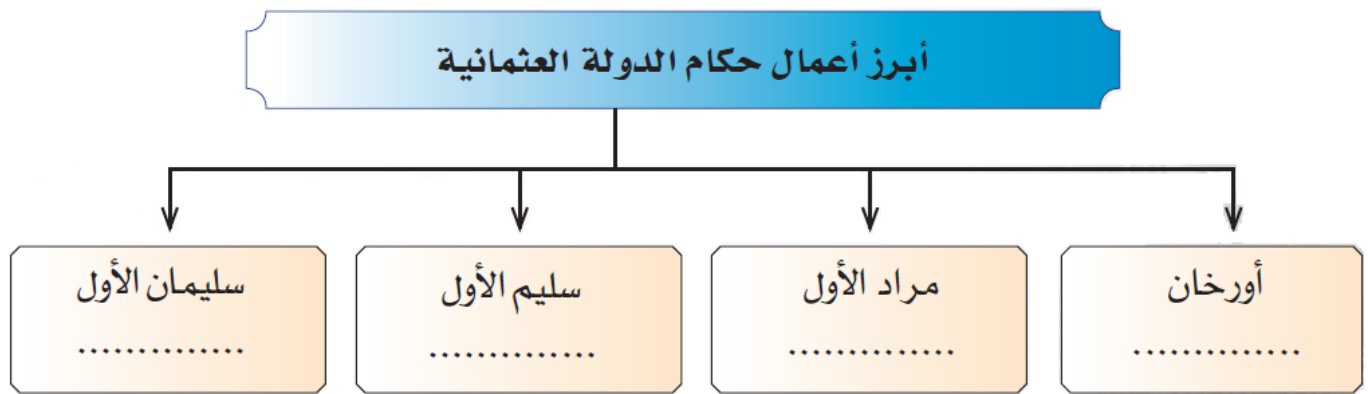 أبرز أعمال حكام الدولة العثمانية
أورخان
..............
مراد الأول
..............
سليم الأول
..............
سليمان الأول
..............